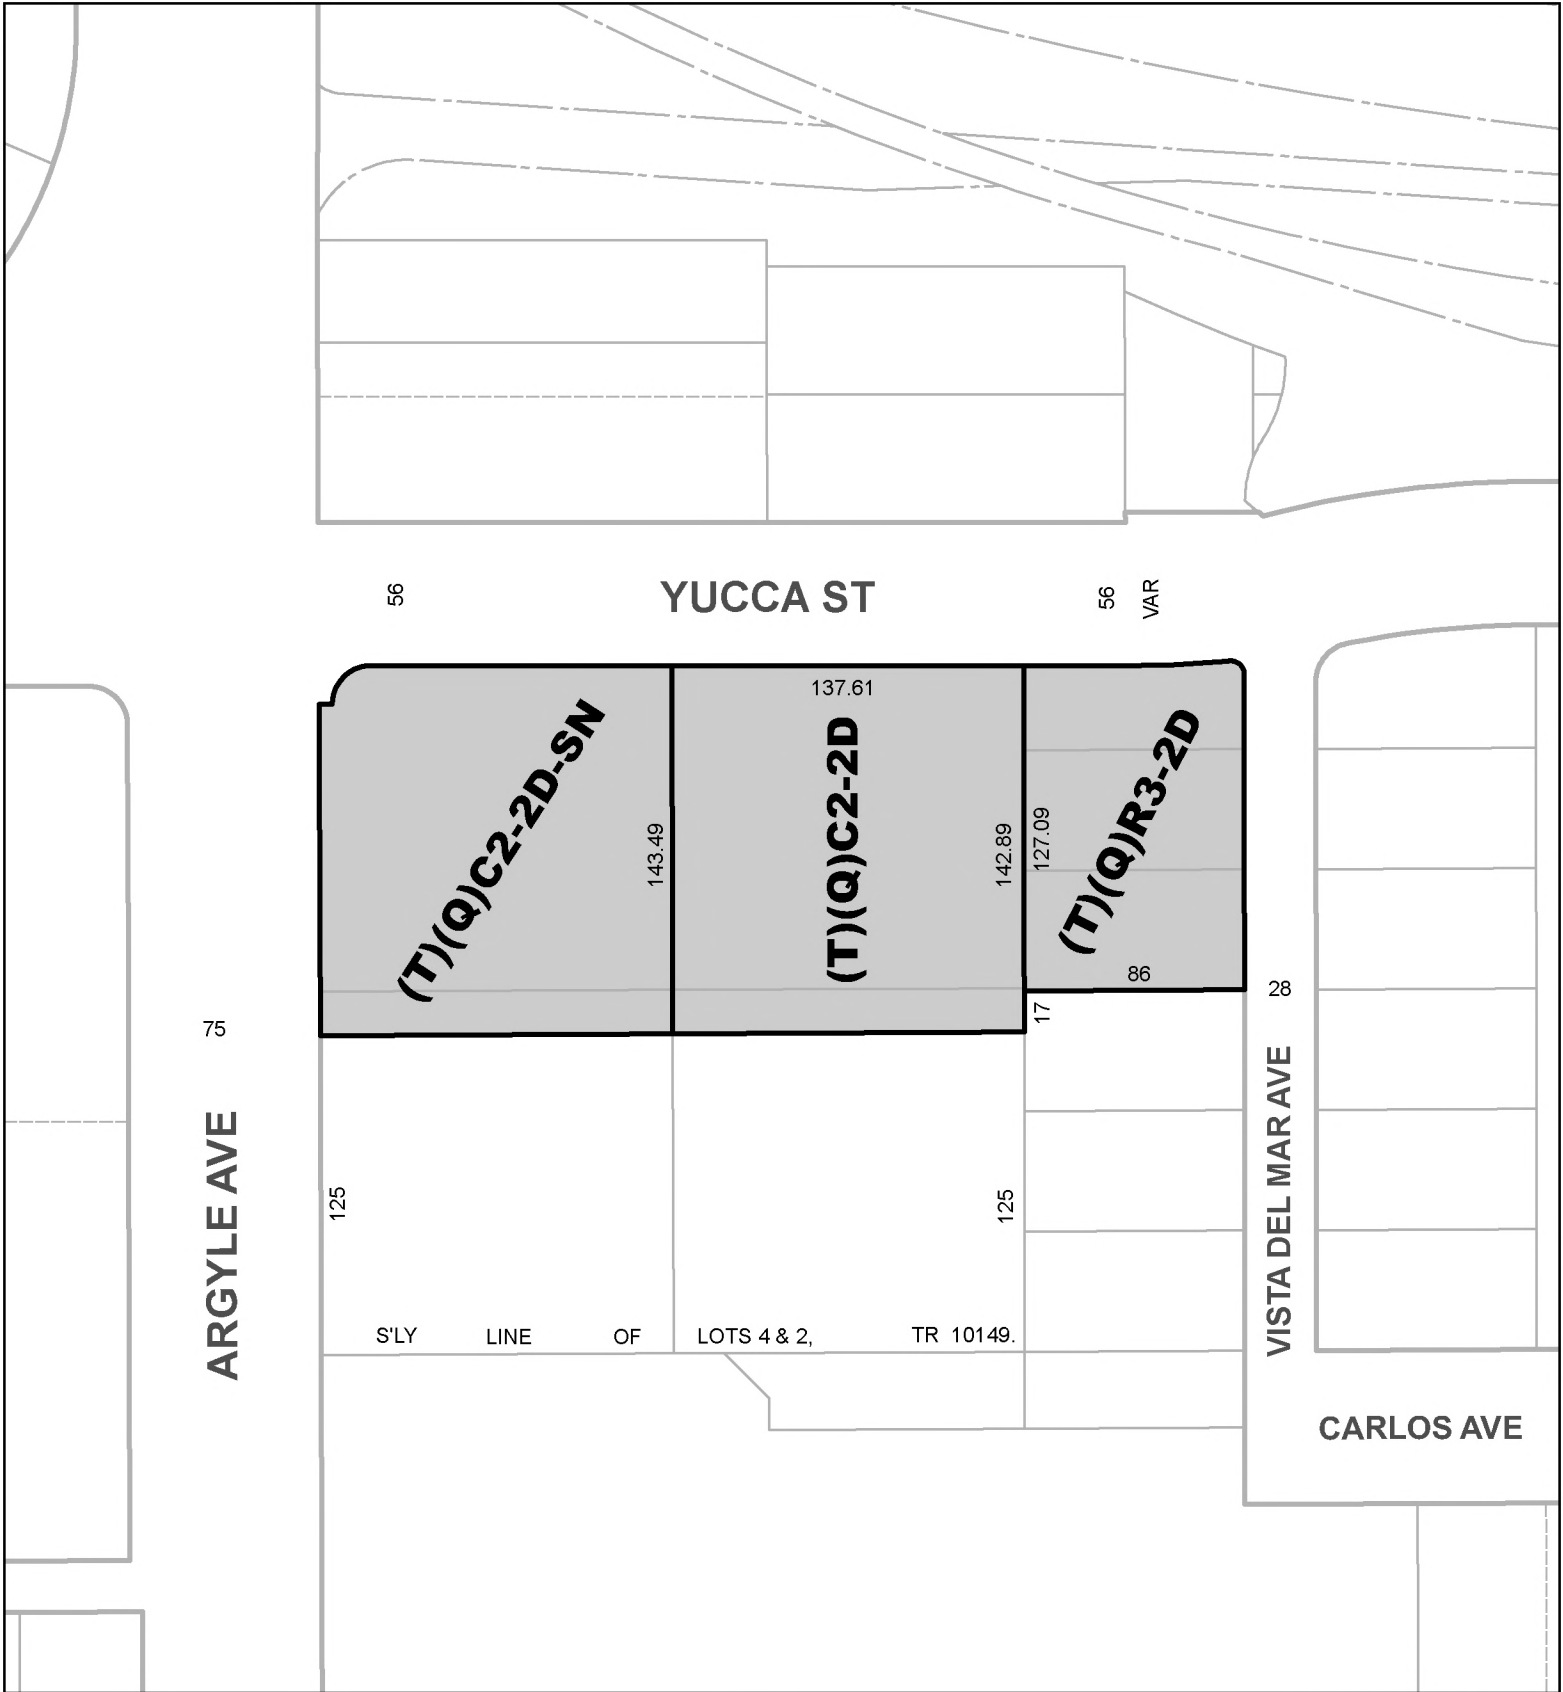 56
YUCCA ST
56
VAR
137.61
(T)(Q)C2-2D-SN
143.49
(T)(Q)C2-2D
142.89
127.09
(T)(Q)R3-2D
86
28
17
75
ARGYLE AVE
125
125
VISTA DEL MAR AVE
S'LY LINE OF LOTS 4 & 2, TR 10149.
CARLOS AVE